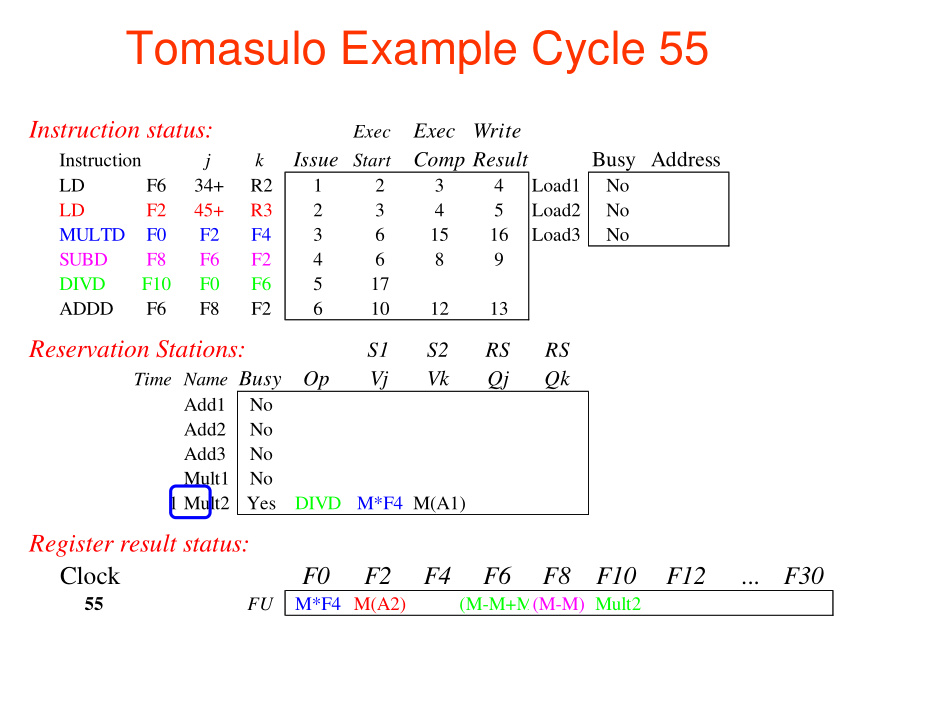 Tomasulo Example Cycle 55
Instruction status: Exec Exec Write
Instruction j k Issue Start Comp Result Busy Address
LD F6 34+ R2 1 2 3 4 Load1 No
LD F2 45+ R3 2 3 4 5 Load2 No
MULTD F0 F2 F4 3 6 15 16 Load3 No
SUBD F8 F6 F2 4 6 8 9
DIVD F10 F0 F6 5 17
ADDD F6 F8 F2 6 10 12 13
Reservation Stations: S1 S2 RS RS
Time Name Busy Op Vj Vk Qj Qk
Add1 No
Add2 No
Add3 No
Mult1 No
1 Mult2 Yes DIVD M*F4 M(A1)
Register result status:
Clock F0 F2 F4 F6 F8 F10 F12 ... F30
55 FU M*F4 M(A2) (M-M+M (M-M) Mult2